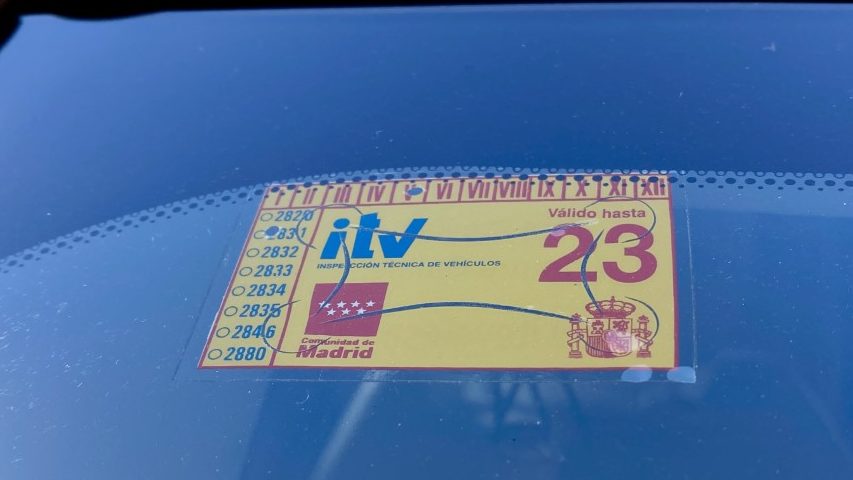 I II III IV V VI VII VIII IX X XI XII
2820
2831
2832
2833
2834
2835
2846
2880
itv
INSPECCIÓN TÉCNICA DE VEHÍCULOS
Válido hasta
23
Comunidad de
Madrid